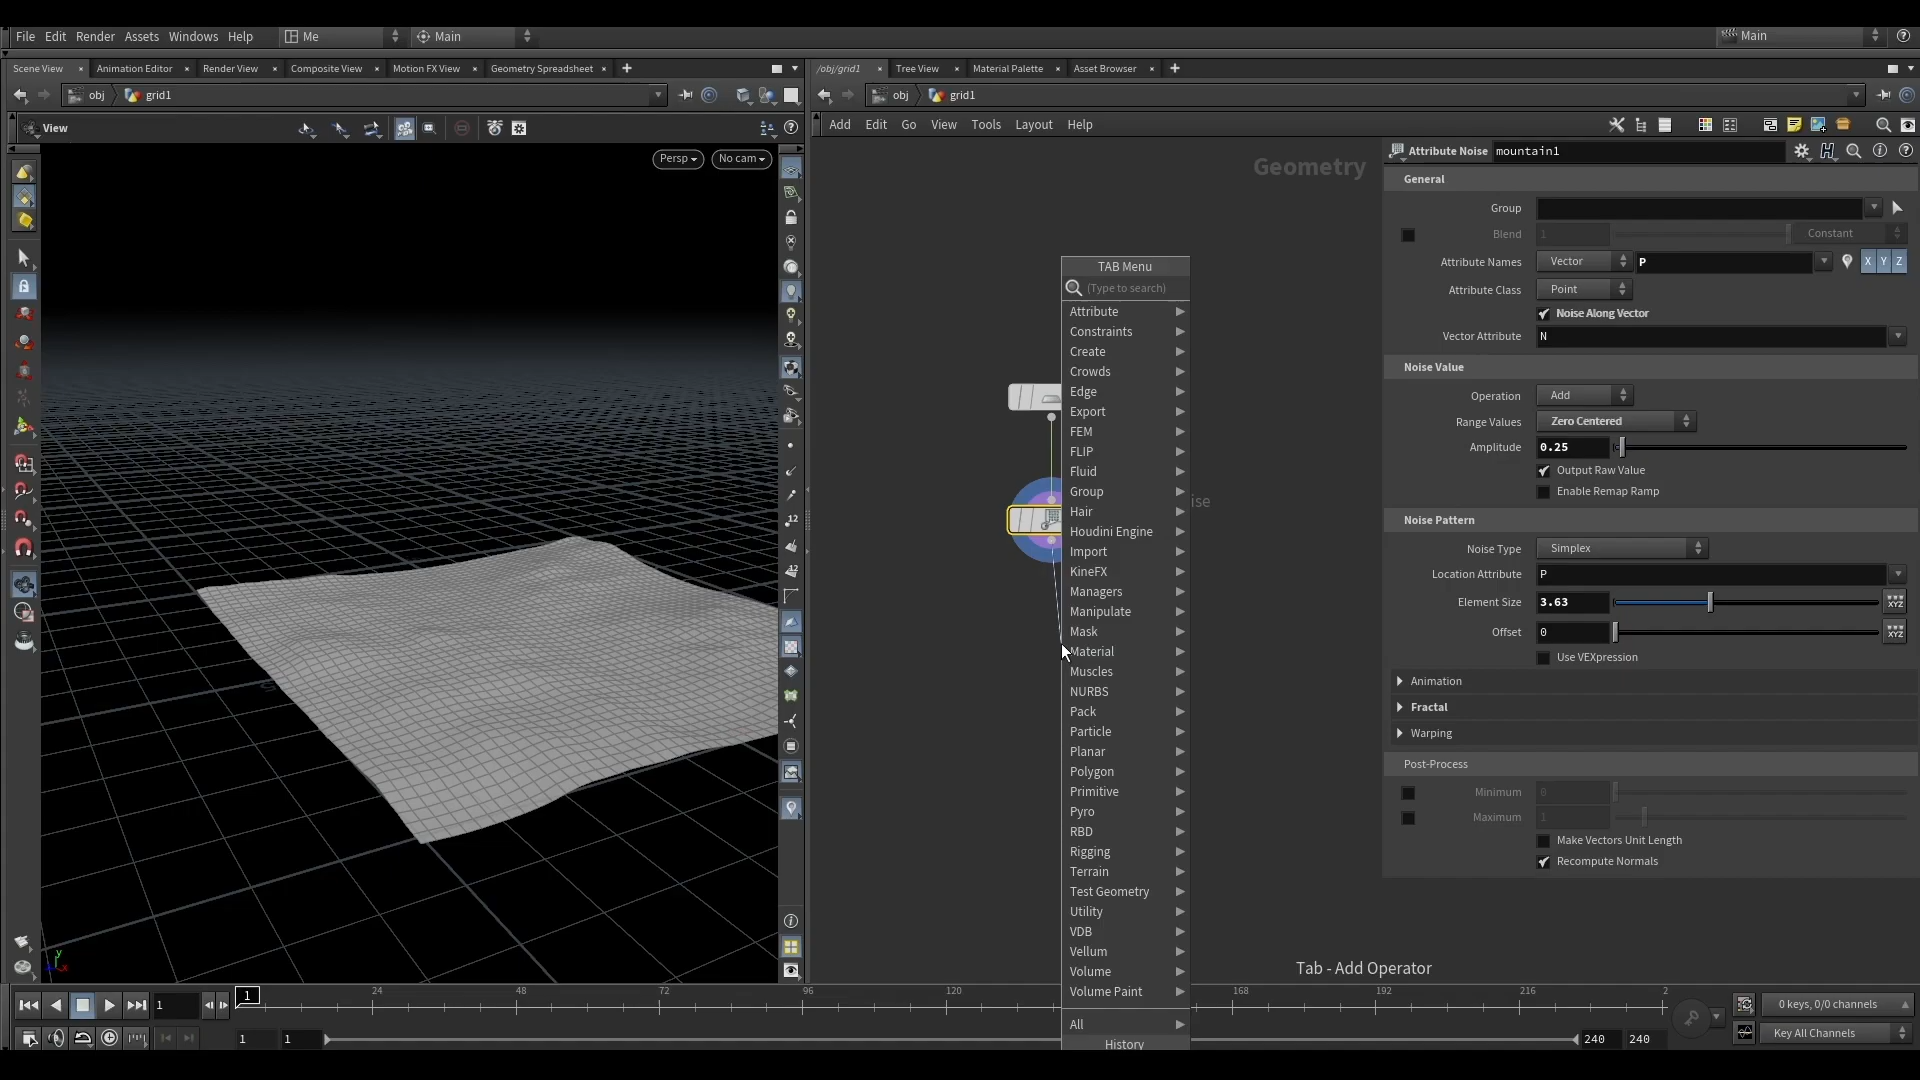 File Edit Render Assets Windows Help Me Main Main
Scene View Animation Editor Render View Composite View Motion FX View Geometry Spreadsheet
/obj/grid1 Tree View Material Palette Asset Browser
obj grid1
obj grid1
View
Add Edit Go View Tools Layout Help
Persp No cam
Geometry
Attribute Noise mountain1
General
Group
Blend 1 Constant
Attribute Names Vector P X Y Z
Attribute Class Point
Noise Along Vector
Vector Attribute N
Noise Value
Operation Add
Range Values Zero Centered
Amplitude 0.25
Output Raw Value
Enable Remap Ramp
Noise Pattern
Noise Type Simplex
Location Attribute P
Element Size 3.63 XYZ
Offset 0 XYZ
Use VEXpression
Animation
Fractal
Warping
Post-Process
Minimum 0
Maximum 1
Make Vectors Unit Length
Recompute Normals
TAB Menu
(Type to search)
Attribute
Constraints
Create
Crowds
Edge
Export
FEM
FLIP
Fluid
Group
Hair
Houdini Engine
Import
KineFX
Managers
Manipulate
Mask
Material
Muscles
NURBS
Pack
Particle
Planar
Polygon
Primitive
Pyro
RBD
Rigging
Terrain
Test Geometry
Utility
VDB
Vellum
Volume
Volume Paint
All
History
ise
12
12
y
x
Tab - Add Operator
1 1 24 48 72 96 120 168 192 216 2
0 keys, 0/0 channels
1 1 240 240
Key All Channels